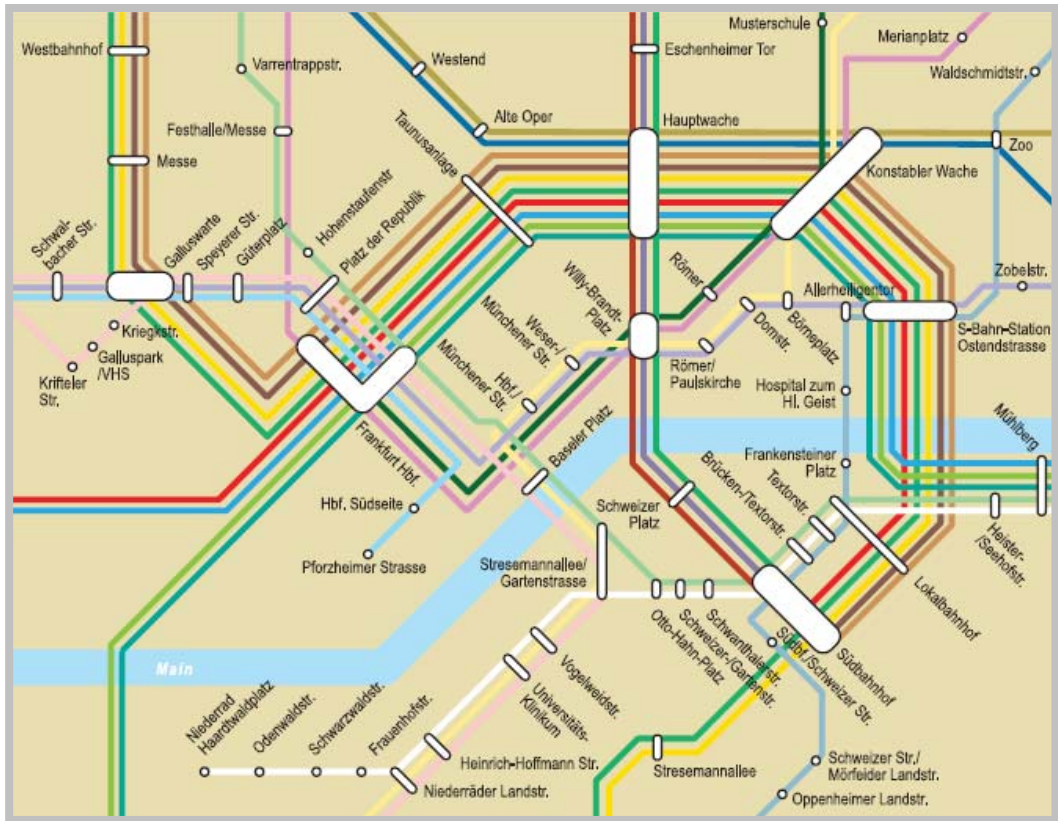 Musterschule
Merianplatz
Westbahnhof
Eschenheimer Tor
Westend
Varrentrappstr.
Waldschmidtstr.
Alte Oper
Hauptwache
Festhalle/Messe
Taunusanlage
Zoo
Messe
Konstabler Wache
Hohenstaufenstr
Platz der Republik
Schwal-
bacher Str.
Galluswarte
Speyerer Str.
Güterplatz
Römer
Willy-Brandt-
Platz
Zobelstr.
Allerheiligentor
Münchener Str.
Weser-/
Münchener Str.
Hbf./
Münchener Str.
Domstr.
Börneplatz
S-Bahn-Station
Ostendstrasse
Kriegkstr.
Galluspark
/VHS
Krifteler
Str.
Römer/
Paulskirche
Hospital zum
Hl. Geist
Mühlberg
Frankfurt Hbf.
Baseler Platz
Frankensteiner
Platz
Brücken-/Textorstr.
Textorstr.
Hbf. Südseite
Schweizer
Platz
Pforzheimer Strasse
Stresemannallee/
Gartenstrasse
Heister-
/Seehofstr.
Lokalbahnhof
Otto-Hahn-Platz
Schweizer-/Gartenstr.
Schwanthalerstr.
Südbf./Schweizer Str.
Südbahnhof
Main
Vogelweidstr.
Universitäts-
Klinikum
Niederrad
Haardtwaldplatz
Odenwaldstr.
Schwarzwaldstr.
Frauenhofstr.
Heinrich-Hoffmann Str.
Niederräder Landstr.
Stresemannallee
Schweizer Str./
Mörfeider Landstr.
Oppenheimer Landstr.